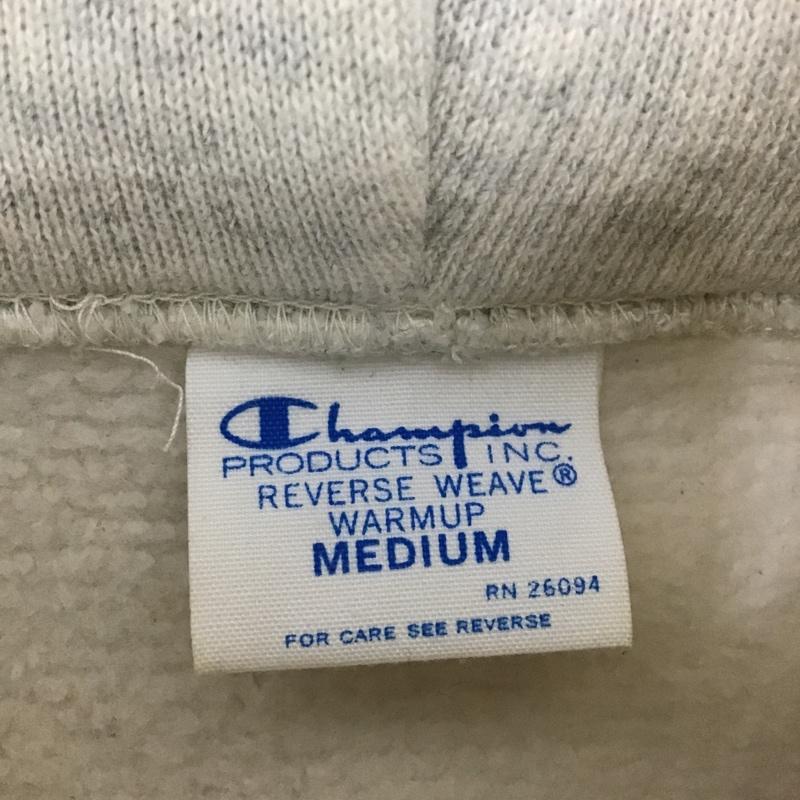 Champion
PRODUCTS INC.
REVERSE WEAVE®
WARMUP
MEDIUM
RN 26094
FOR CARE SEE REVERSE